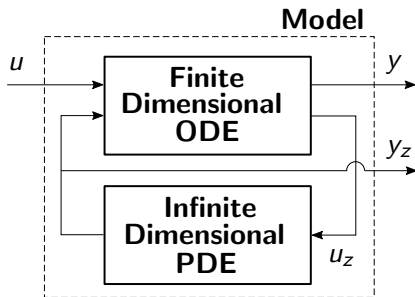 Model
u
Finite
Dimensional
ODE
y
y_z
Infinite
Dimensional
PDE
u_z